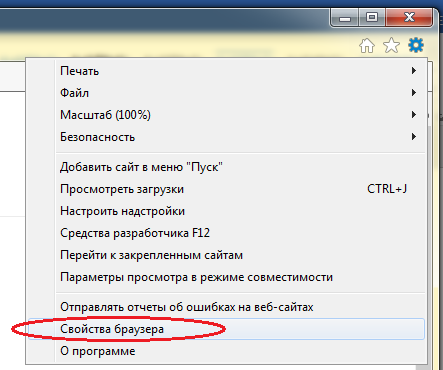 Печать
Файл
Масштаб (100%)
Безопасность
Добавить сайт в меню "Пуск"
Просмотреть загрузки CTRL+J
Настроить надстройки
Средства разработчика F12
Перейти к закрепленным сайтам
Параметры просмотра в режиме совместимости
Отправлять отчеты об ошибках на веб-сайтах
Свойства браузера
О программе